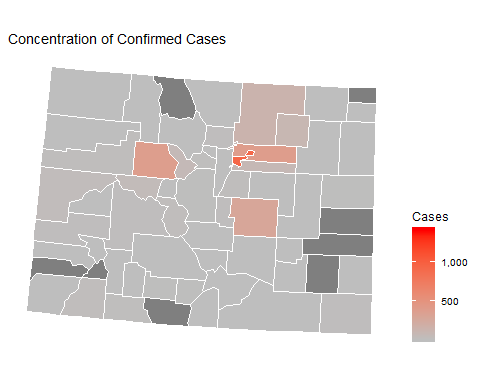 Concentration of Confirmed Cases
Cases
1,000
500